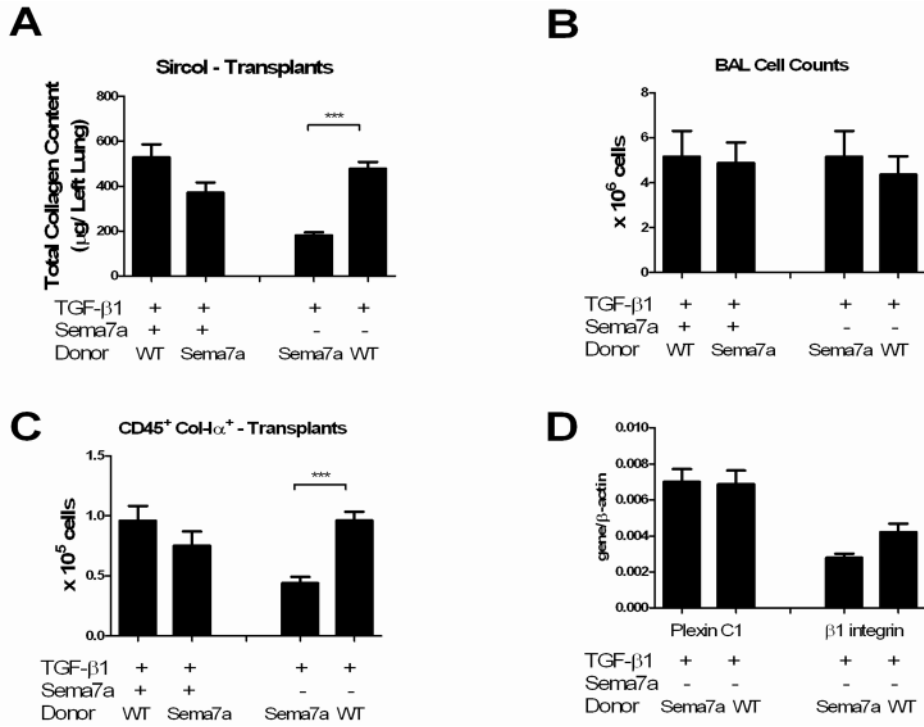 A
Sircol - Transplants
Total Collagen Content
(μg/ Left Lung)
800
600
400
200
0
***
TGF-β1 + + + +
Sema7a + + - -
Donor WT Sema7a Sema7a WT
B
BAL Cell Counts
x 10⁶ cells
8
6
4
2
0
TGF-β1 + + + +
Sema7a + + - -
Donor WT Sema7a Sema7a WT
C
CD45⁺ Col-Iα⁺ - Transplants
x 10⁵ cells
1.5
1.0
0.5
0.0
***
TGF-β1 + + + +
Sema7a + + - -
Donor WT Sema7a Sema7a WT
D
gene/β-actin
0.010
0.008
0.006
0.004
0.002
0.000
Plexin C1 β1 integrin
TGF-β1 + + + +
Sema7a - - - -
Donor Sema7a WT Sema7a WT